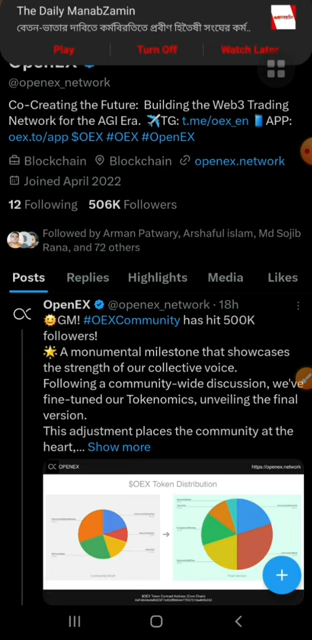 The Daily ManabZamin
বেতন-ভাতার দাবিতে কর্মবিরতিতে প্রবীণ হিতৈষী সংঘের কর্ম..
Play Turn Off Watch Later
OpenEX
@openex_network
Co-Creating the Future: Building the Web3 Trading
Network for the AGI Era. ✈️TG: t.me/oex_en 📘APP:
oex.to/app $OEX #OEX #OpenEX
Blockchain Blockchain openex.network
Joined April 2022
12 Following 506K Followers
Followed by Arman Patwary, Arshaful islam, Md Sojib
Rana, and 72 others
Posts Replies Highlights Media Likes
OpenEX @openex_network · 18h
😀GM! #OEXCommunity has hit 500K
followers!
🌟 A monumental milestone that showcases
the strength of our collective voice.
Following a community-wide discussion, we've
fine-tuned our Tokenomics, unveiling the final
version.
This adjustment places the community at the
heart,... Show more
OPENEX https://openex.network
$OEX Token Distribution